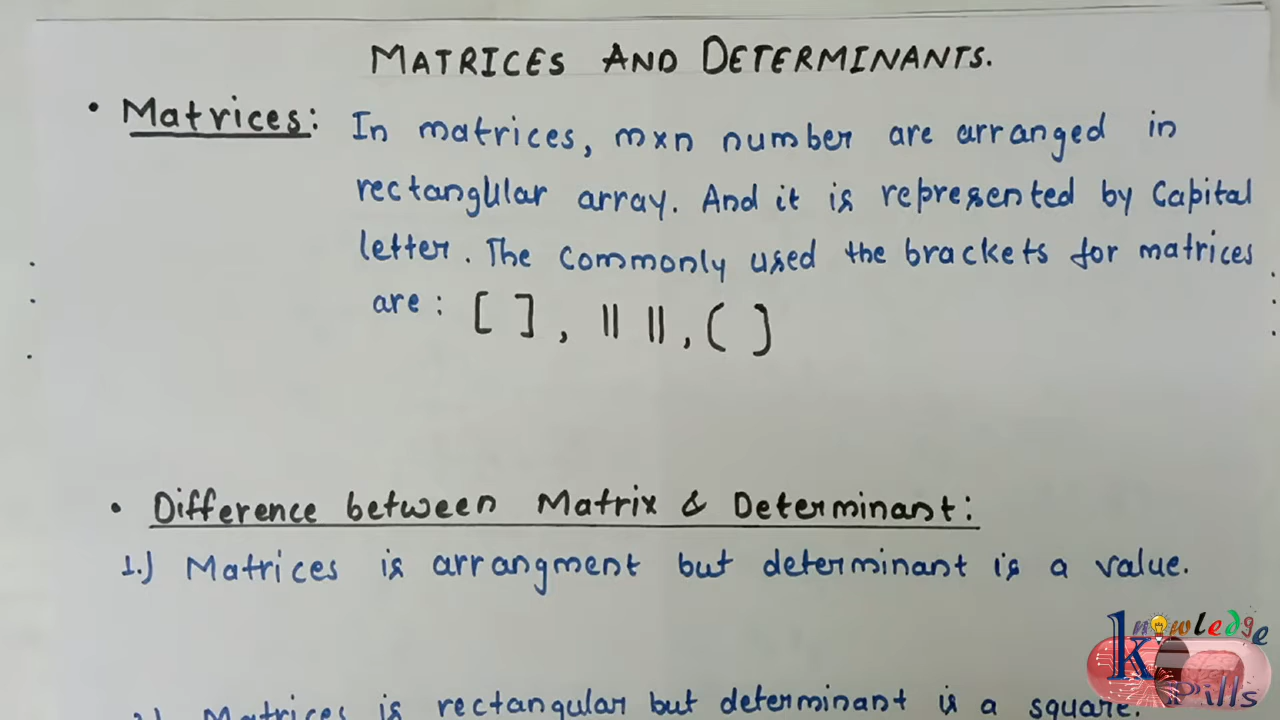 MATRICES AND DETERMINANTS.
• Matrices: In matrices, m×n number are arranged in
rectangular array. And it is represented by Capital
letter. The commonly used the brackets for matrices
are: [ ], || ||, ( )
• Difference between Matrix & Determinant:
1.) Matrices is arrangment but determinant is a value.
2.) Matrices is rectangular but determinant is a square.
knowledge
pills